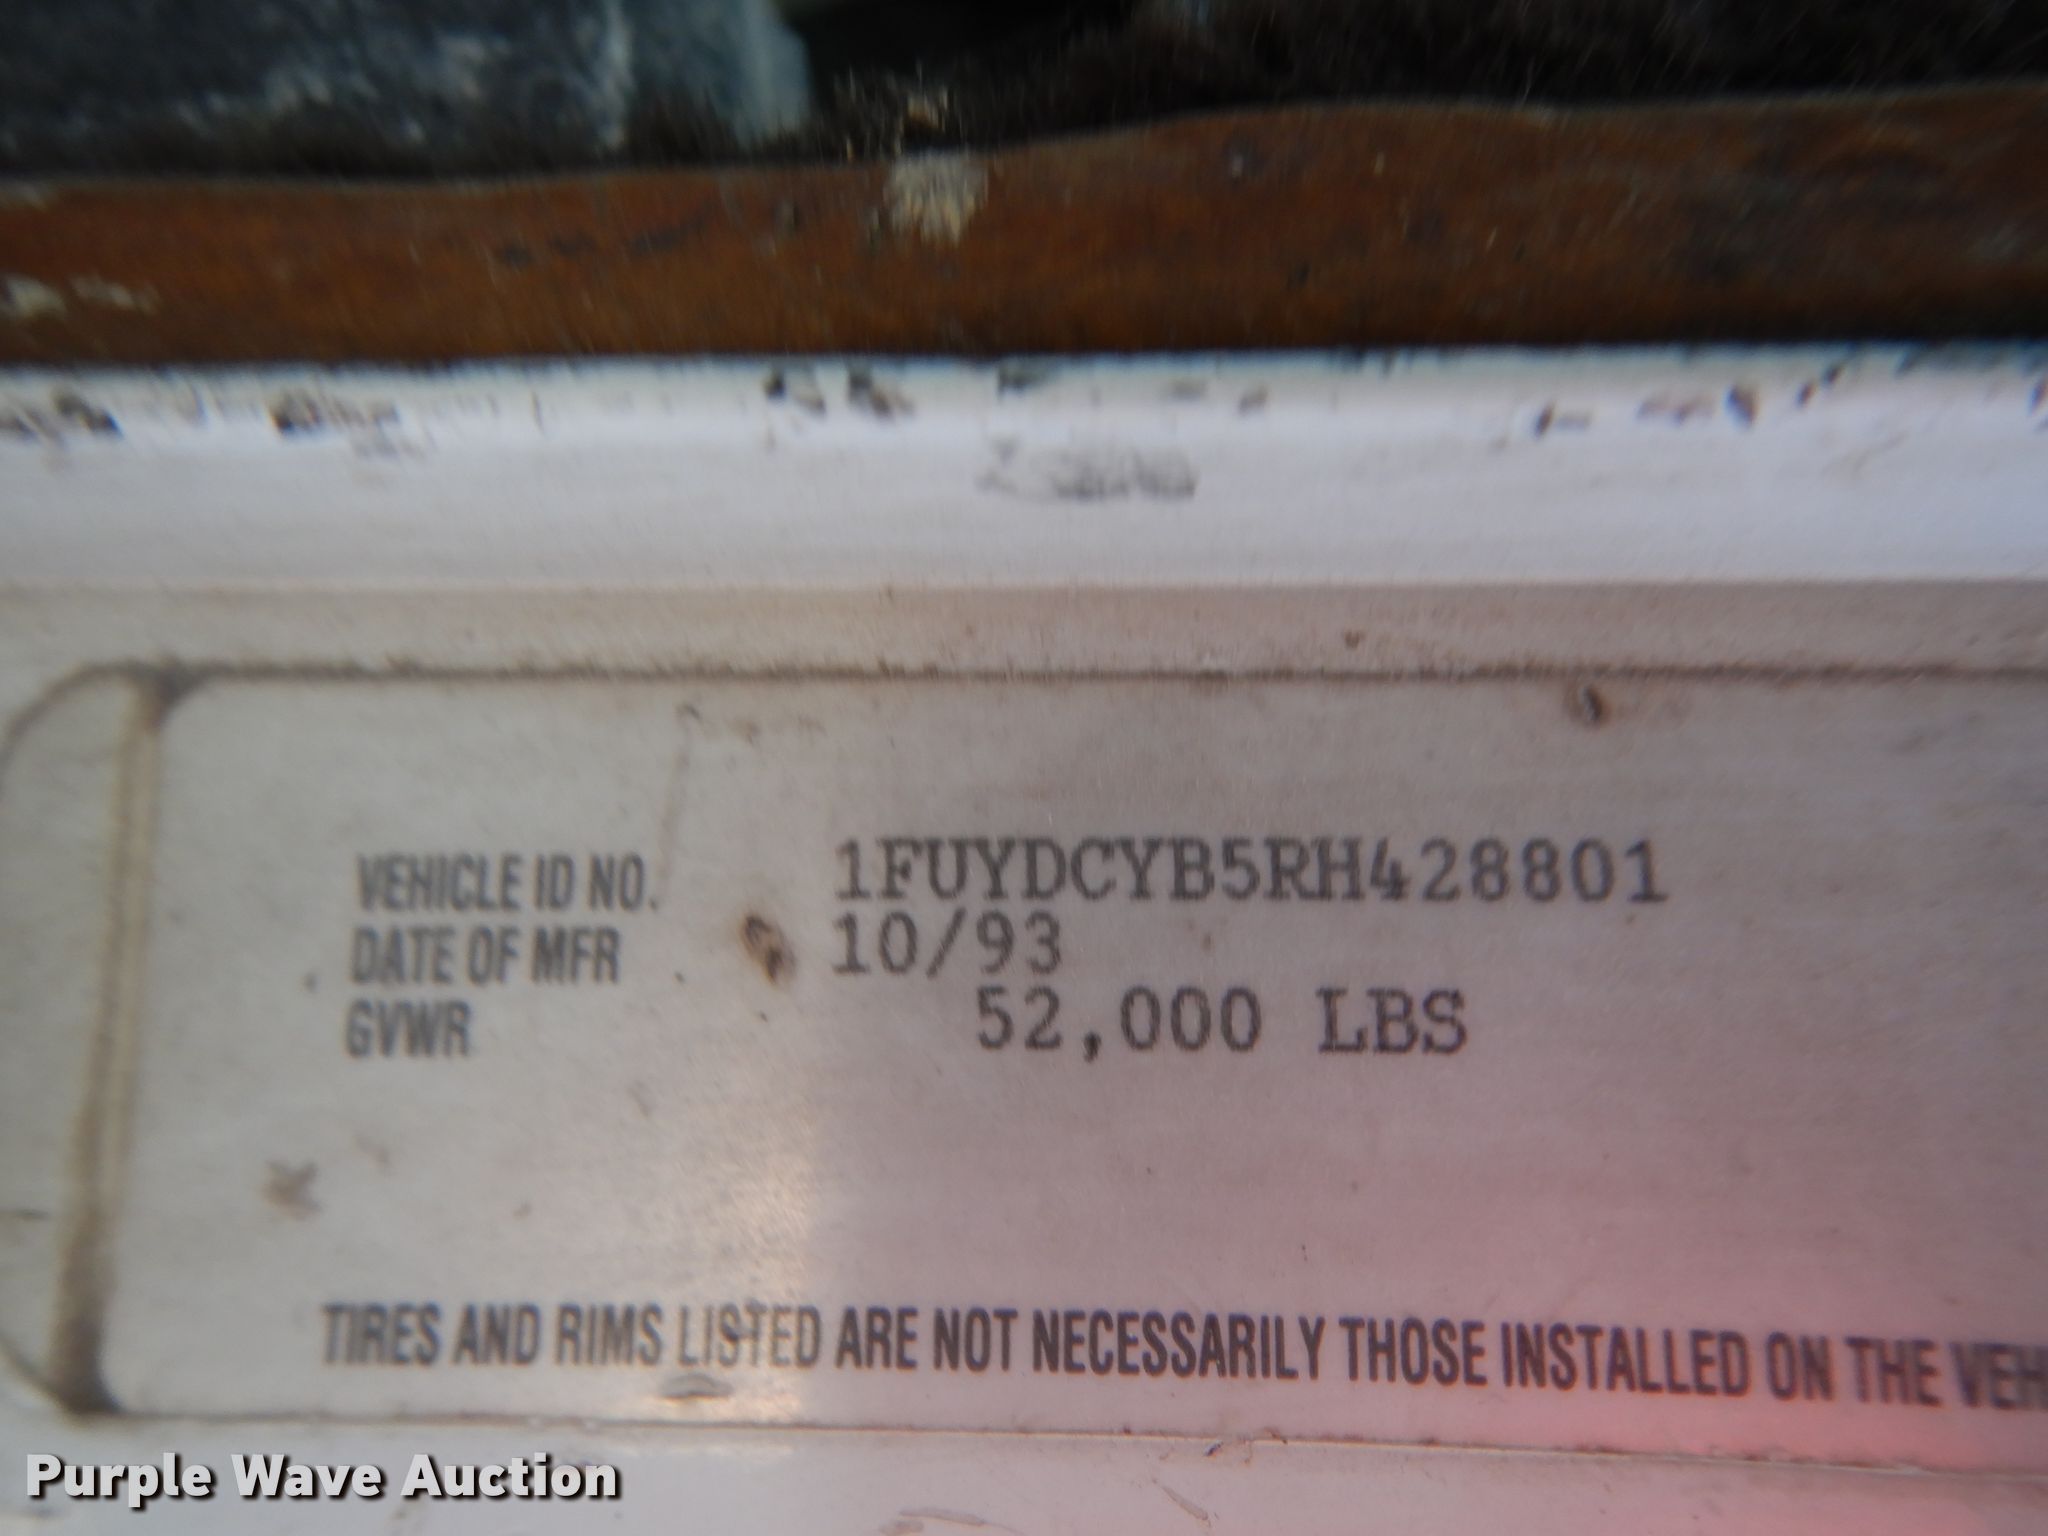 VEHICLE ID NO. 1FUYDCYB5RH428801
DATE OF MFR 10/93
GVWR 52,000 LBS
TIRES AND RIMS LISTED ARE NOT NECESSARILY THOSE INSTALLED ON THE VEH
Purple Wave Auction